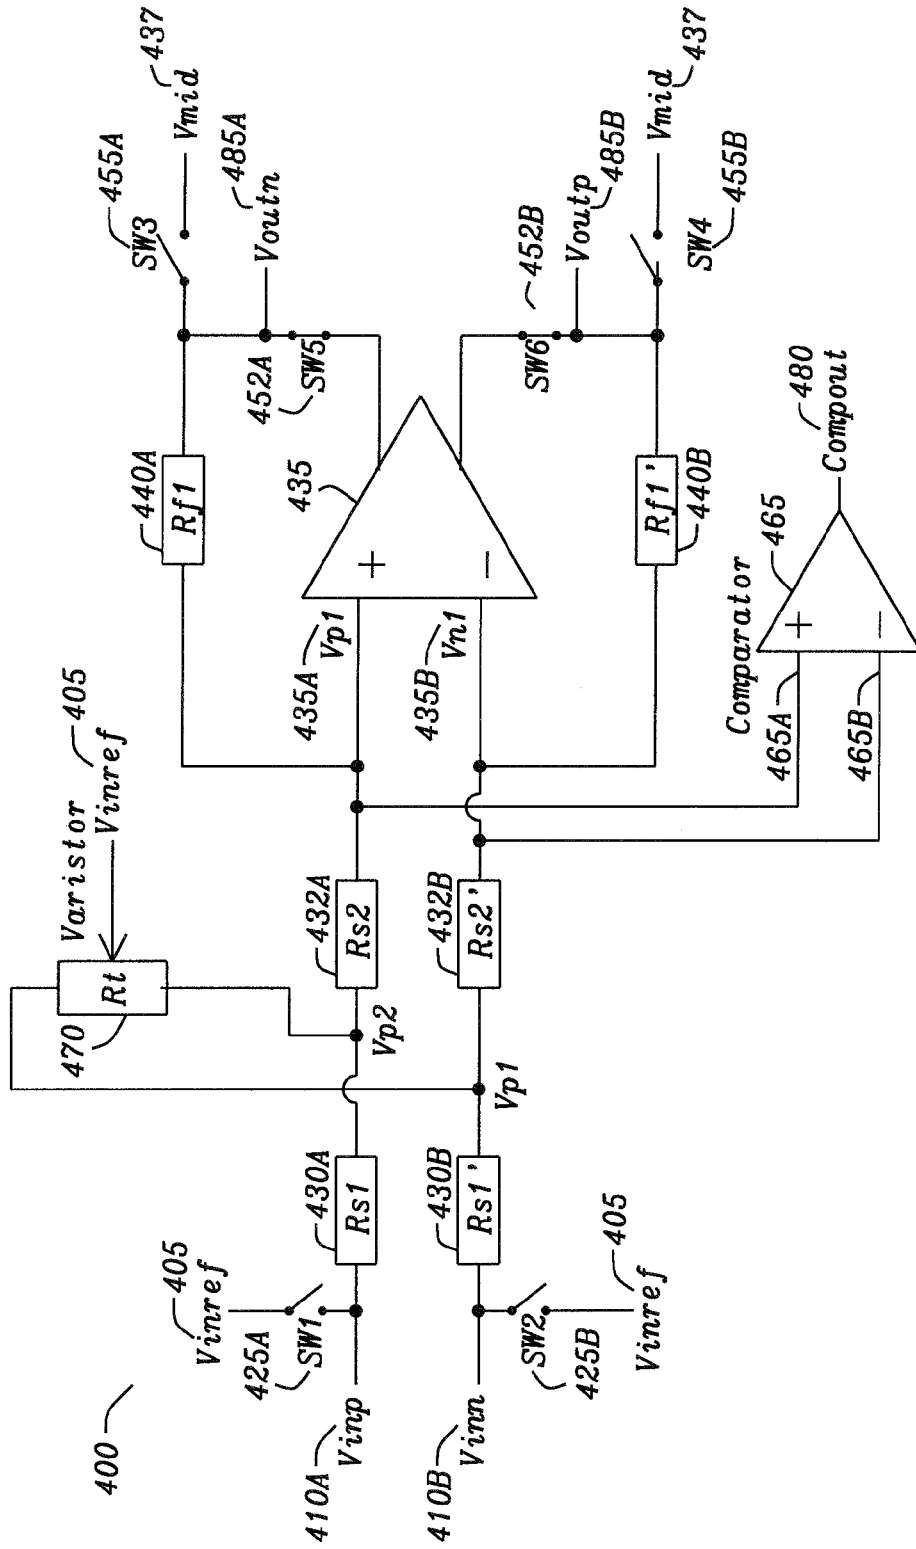 400
410A
Vinp
410B
Vinn
405
Vinref
425A
SW1
SW2
425B
Vinref
405
430A
Rs1
430B
Rs1'
Vp2
Vp1
470
Rt
Varistor
Vinref
405
432A
Rs2
432B
Rs2'
435A
Vp1
435B
Vn1
435
+
−
440A
Rf1
Rf1'
440B
452A
SW5
SW6
452B
SW3
455A
Vmid
437
Voutn
485A
Voutp
485B
SW4
455B
Vmid
437
Comparator
465
465A
465B
+
−
Compout
480